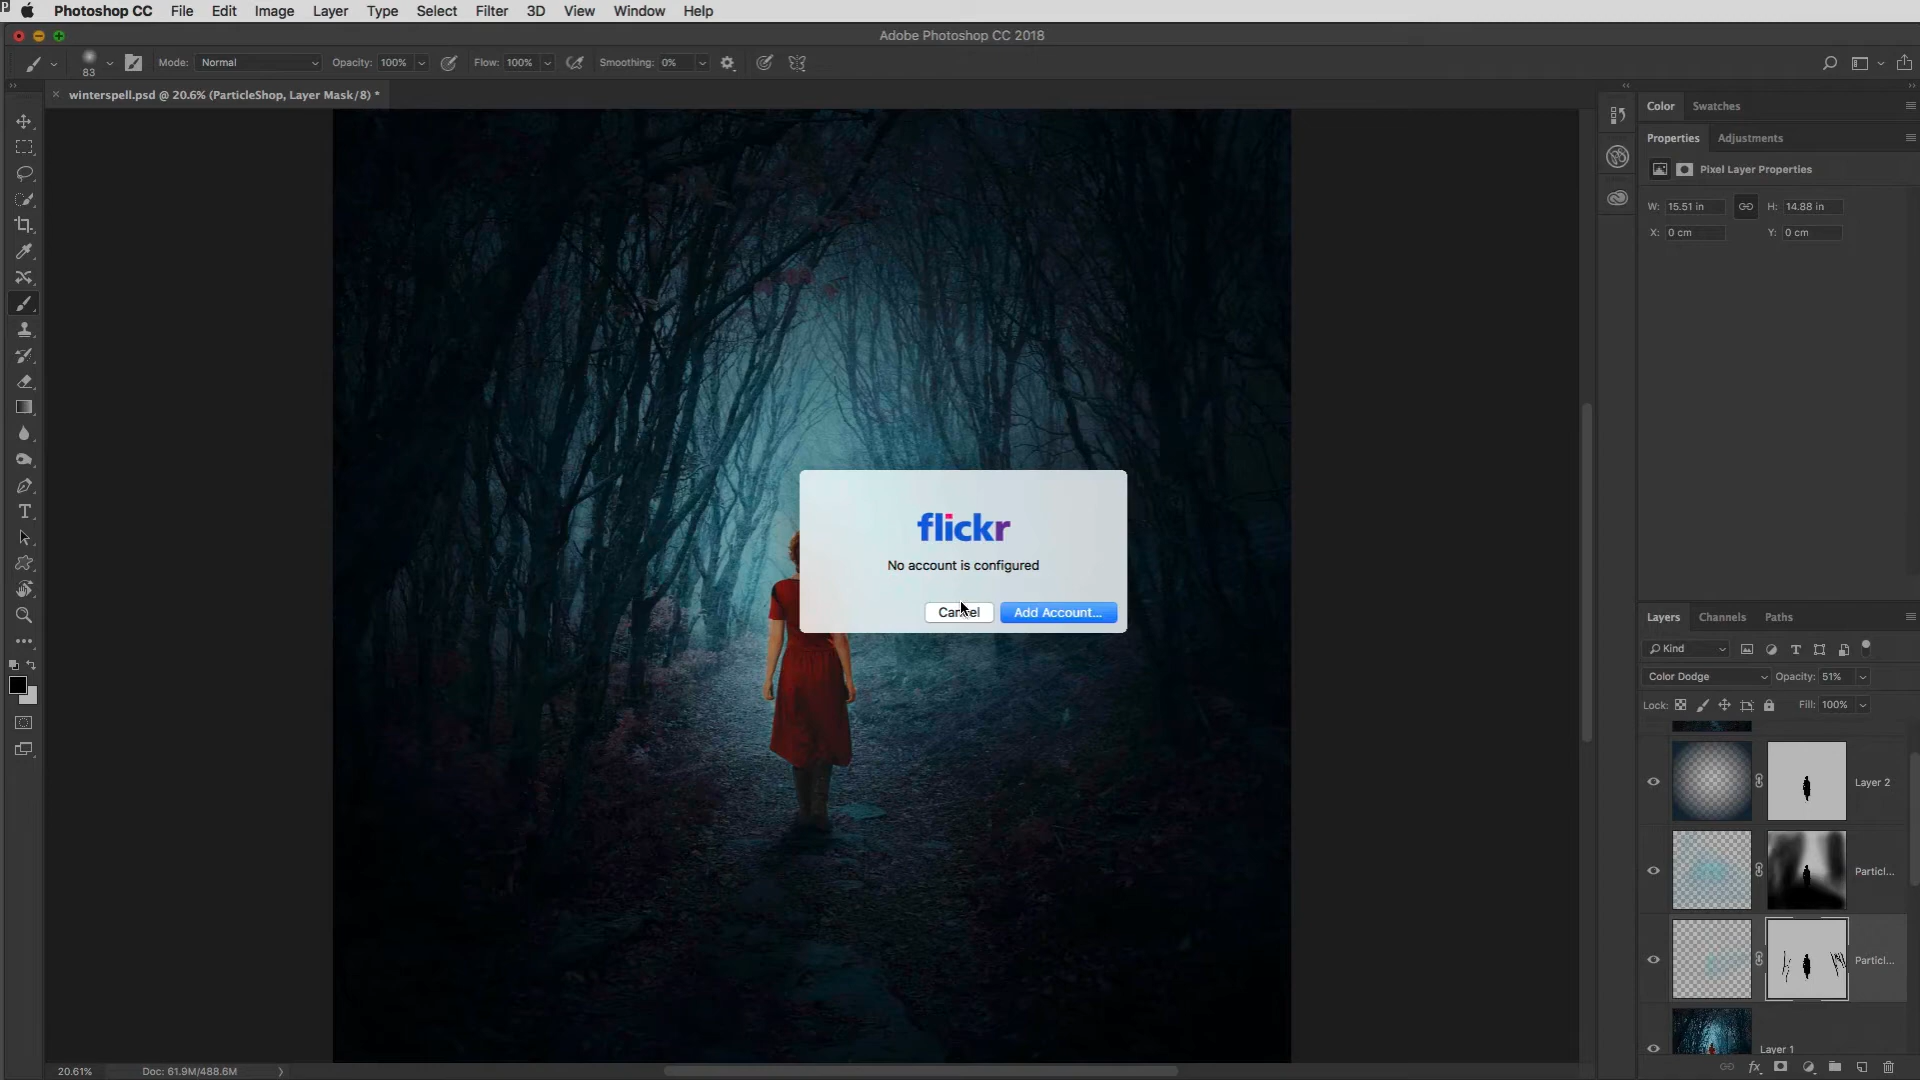 Photoshop CC File Edit Image Layer Type Select Filter 3D View Window Help
Adobe Photoshop CC 2018
83 Mode: Normal Opacity: 100% Flow: 100% Smoothing: 0%
winterspell.psd @ 20.6% (ParticleShop, Layer Mask/8) *
Color Swatches
Properties Adjustments
Pixel Layer Properties
W: 15.51 in H: 14.88 in
X: 0 cm Y: 0 cm
flickr
No account is configured
Cancel Add Account...
Layers Channels Paths
Kind
Color Dodge Opacity: 51%
Lock: Fill: 100%
Layer 2
Particl...
Particl...
Layer 1
20.61% Doc: 61.9M/488.6M